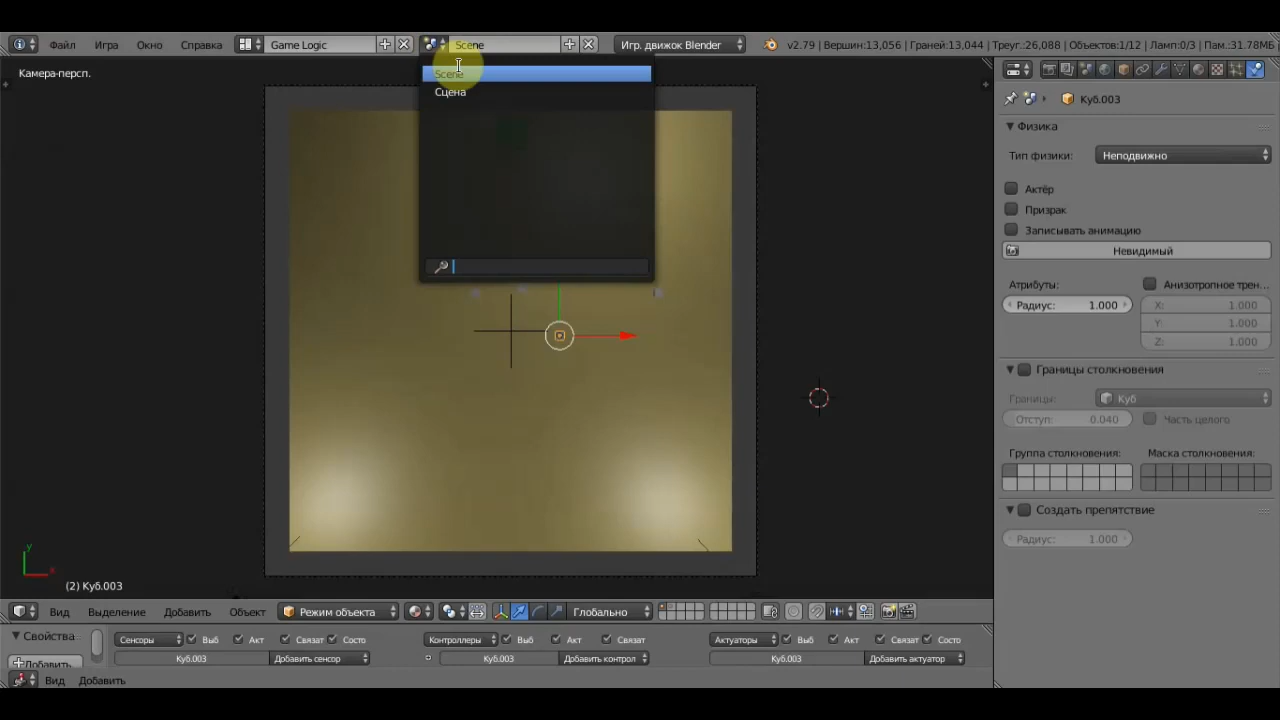 Файл Игра Окно Справка Game Logic Scene Игр. движок Blender v2.79 | Вершин:13,056 | Граней:13,044 | Треуг.:26,088 | Объекты:1/12 | Ламп:0/3 | Пам.:31.78МБ
Камера-персп.
Scene
Сцена
Куб.003
Физика
Тип физики: Неподвижно
Актёр
Призрак
Записывать анимацию
Невидимый
Атрибуты: Анизотропное трен...
Радиус: 1.000 X: 1.000
Y: 1.000
Z: 1.000
Границы столкновения
Границы: Куб
Отступ: 0.040 Часть целого
Группа столкновения: Маска столкновения:
Создать препятствие
Радиус: 1.000
y
x
(2) Куб.003
Вид Выделение Добавить Объект Режим объекта Глобально
Свойства Сенсоры Выб Акт Связат Состо Контроллеры Выб Акт Связат Актуаторы Выб Акт Связат Состо
Добавить Куб.003 Добавить сенсор Куб.003 Добавить контрол Куб.003 Добавить актуатор
Вид Добавить